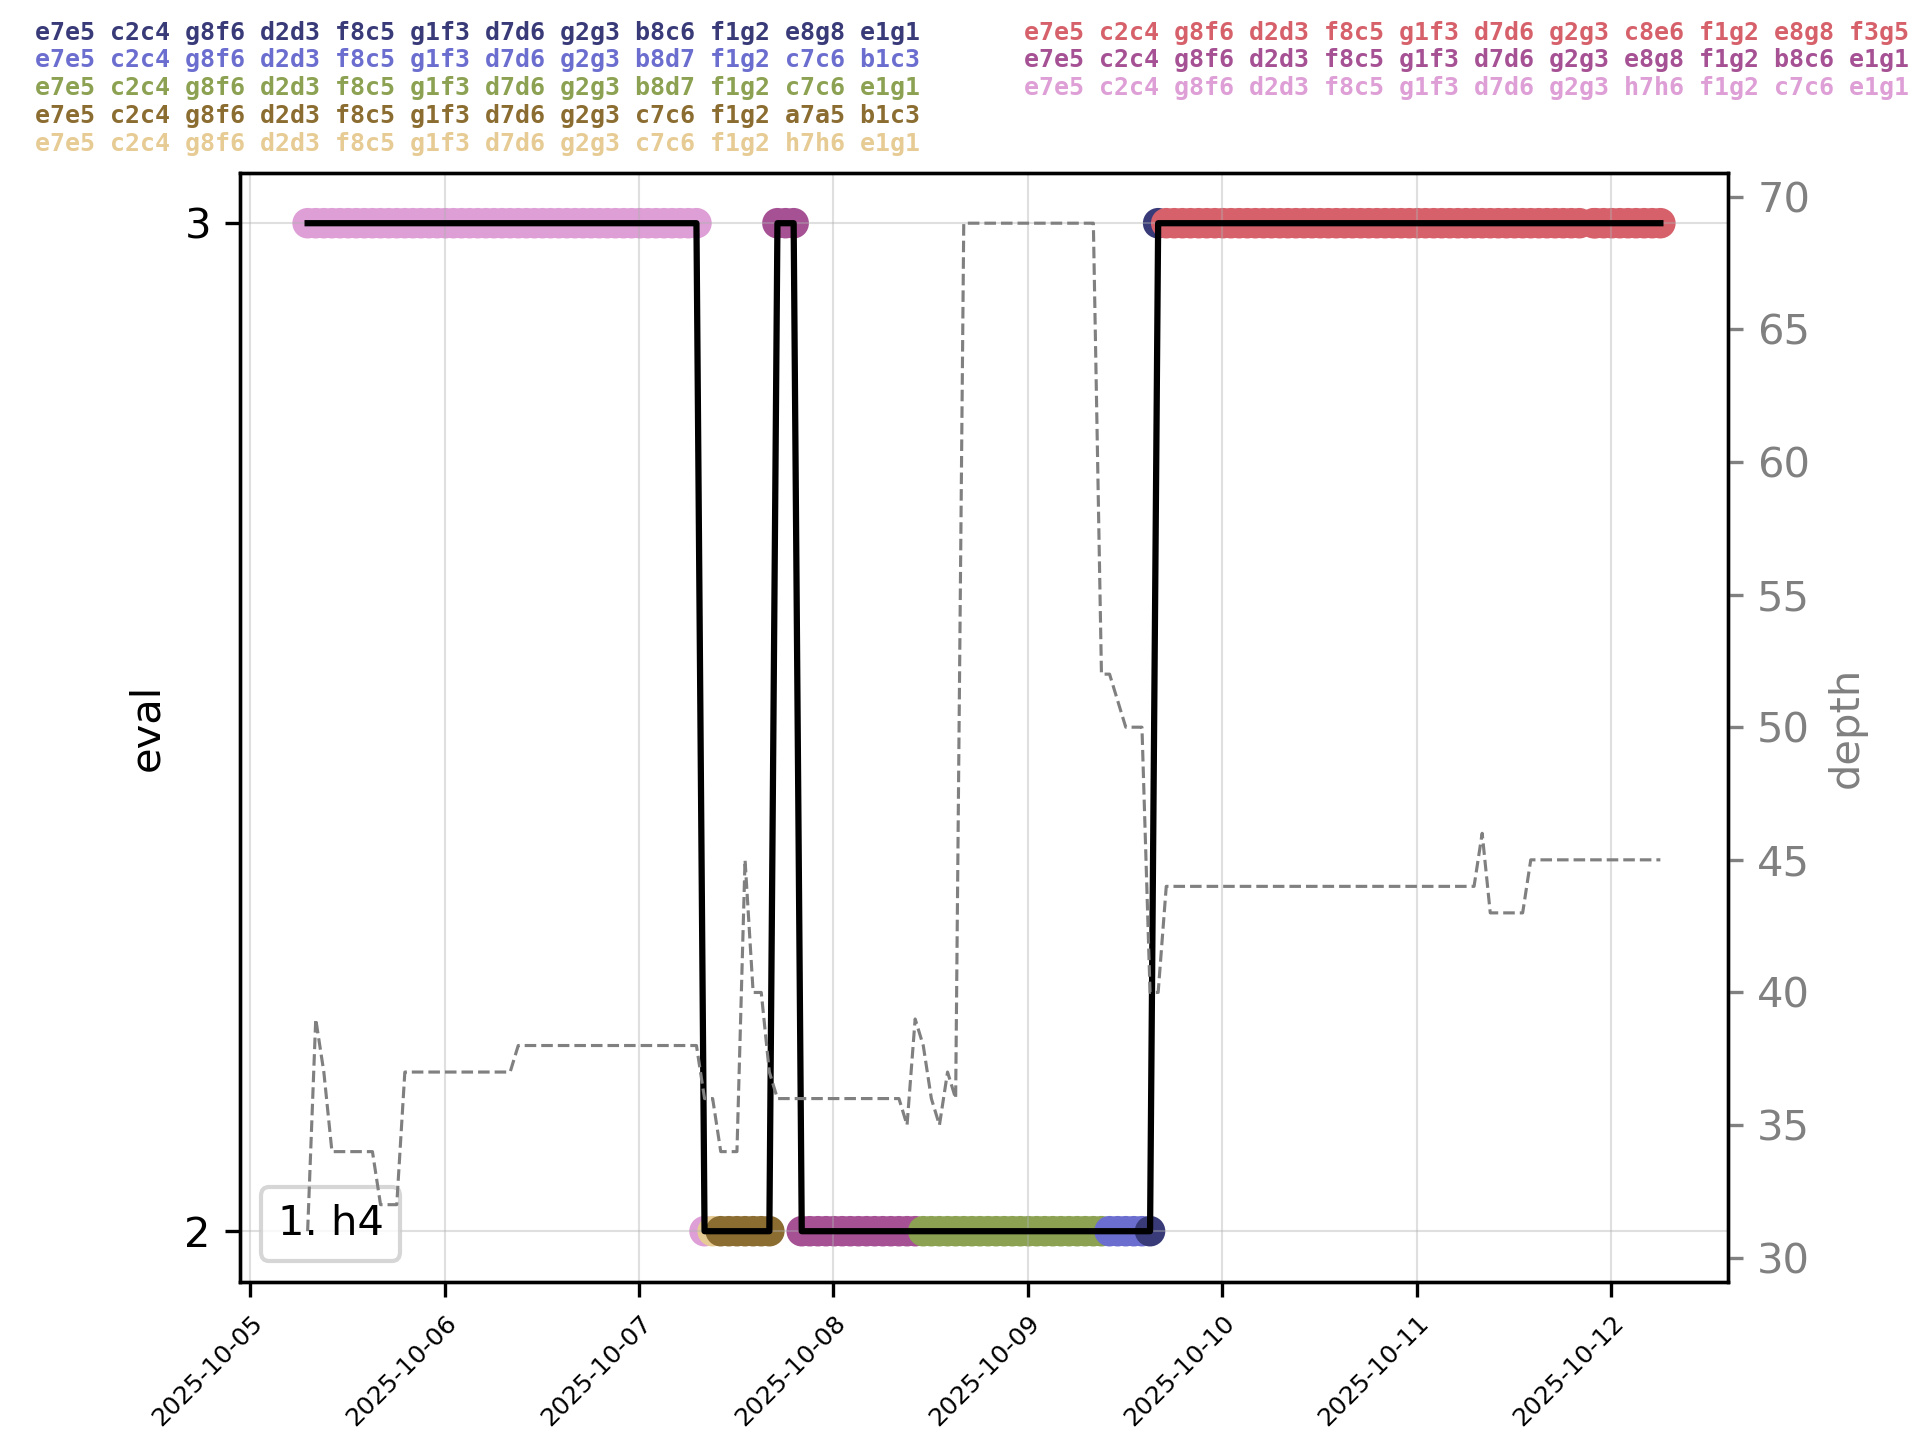 e7e5 c2c4 g8f6 d2d3 f8c5 g1f3 d7d6 g2g3 b8c6 f1g2 e8g8 e1g1
e7e5 c2c4 g8f6 d2d3 f8c5 g1f3 d7d6 g2g3 b8d7 f1g2 c7c6 b1c3
e7e5 c2c4 g8f6 d2d3 f8c5 g1f3 d7d6 g2g3 b8d7 f1g2 c7c6 e1g1
e7e5 c2c4 g8f6 d2d3 f8c5 g1f3 d7d6 g2g3 c7c6 f1g2 a7a5 b1c3
e7e5 c2c4 g8f6 d2d3 f8c5 g1f3 d7d6 g2g3 c7c6 f1g2 h7h6 e1g1
e7e5 c2c4 g8f6 d2d3 f8c5 g1f3 d7d6 g2g3 c8e6 f1g2 e8g8 f3g5
e7e5 c2c4 g8f6 d2d3 f8c5 g1f3 d7d6 g2g3 e8g8 f1g2 b8c6 e1g1
e7e5 c2c4 g8f6 d2d3 f8c5 g1f3 d7d6 g2g3 h7h6 f1g2 c7c6 e1g1
3
2
eval
70
65
60
55
50
45
40
35
30
depth
1. h4
2025-10-05
2025-10-06
2025-10-07
2025-10-08
2025-10-09
2025-10-10
2025-10-11
2025-10-12